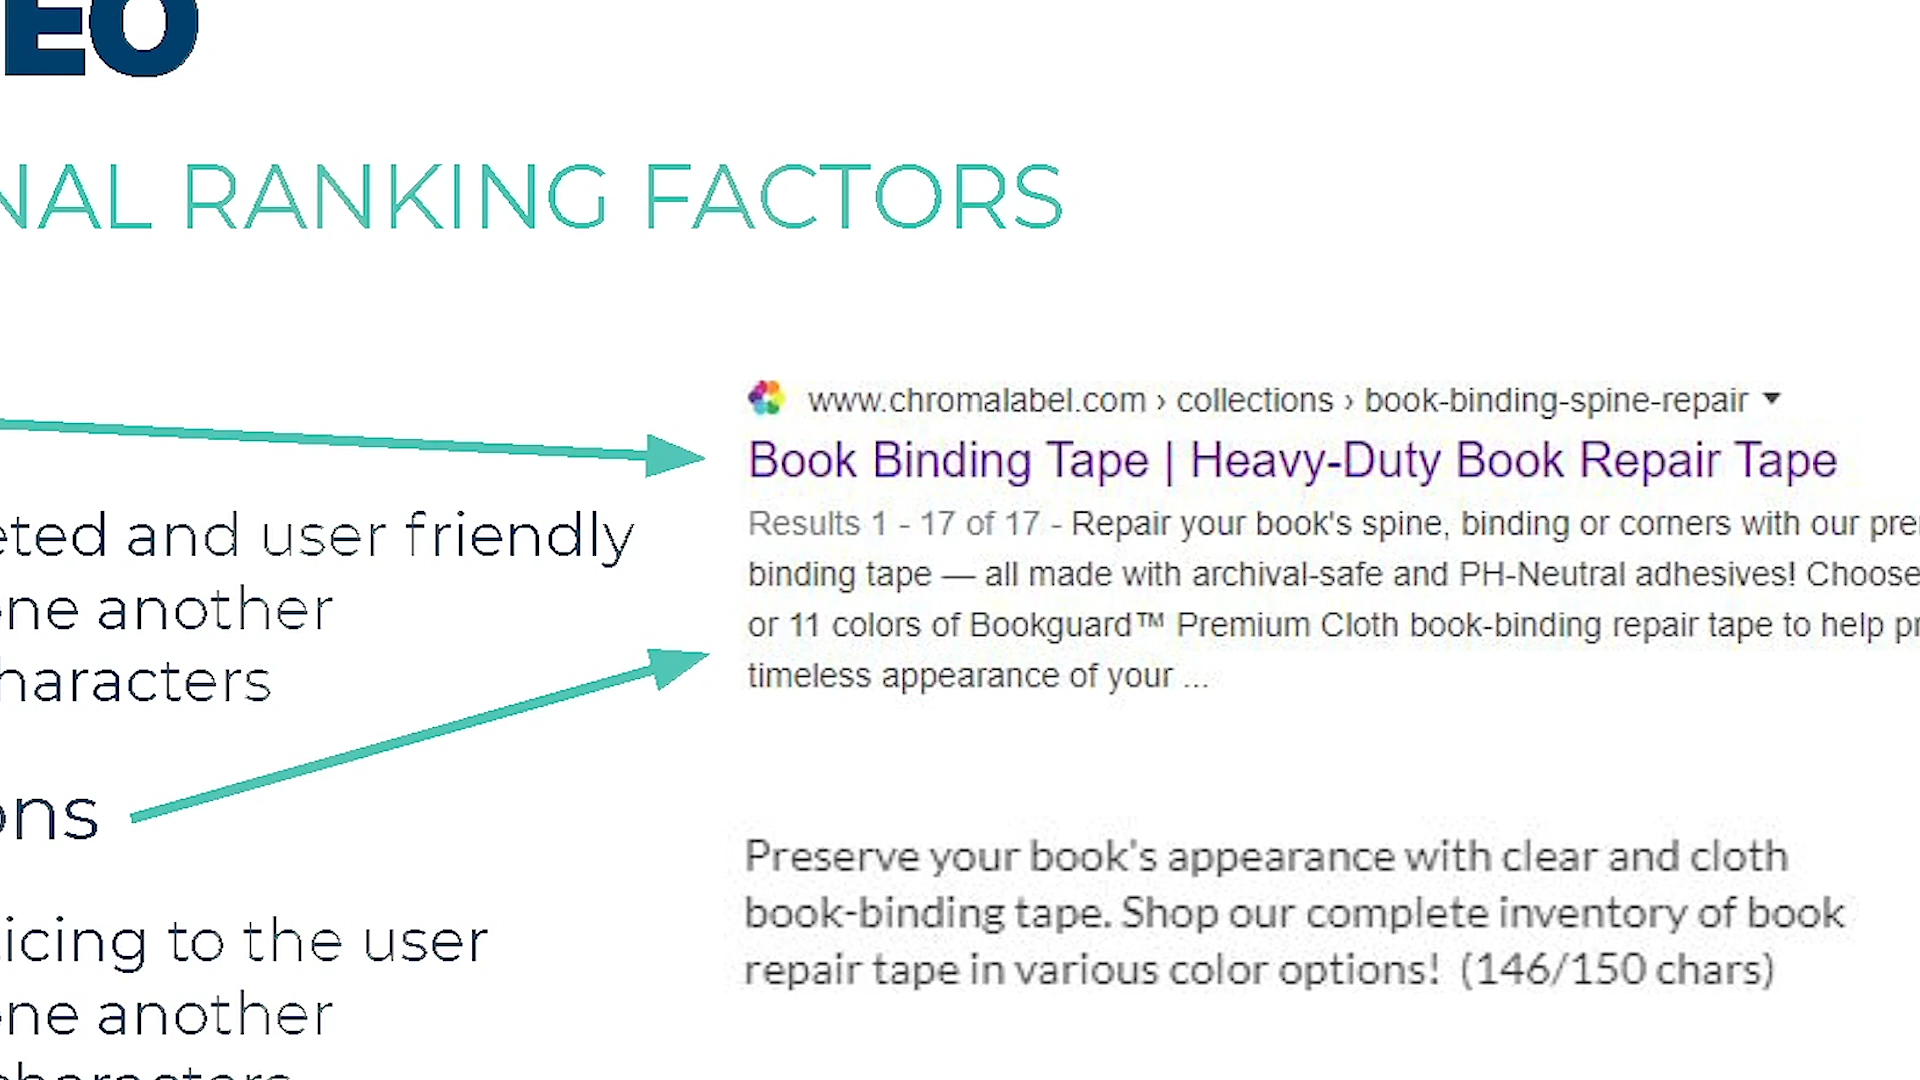 EO
NAL RANKING FACTORS
www.chromalabel.com › collections › book-binding-spine-repair
Book Binding Tape | Heavy-Duty Book Repair Tape
Results 1 - 17 of 17 - Repair your book's spine, binding or corners with our pre
binding tape — all made with archival-safe and PH-Neutral adhesives! Choose
or 11 colors of Bookguard™ Premium Cloth book-binding repair tape to help pr
timeless appearance of your ...
eted and user friendly
ne another
haracters
ons
Preserve your book's appearance with clear and cloth
book-binding tape. Shop our complete inventory of book
repair tape in various color options! (146/150 chars)
icing to the user
ne another
characters